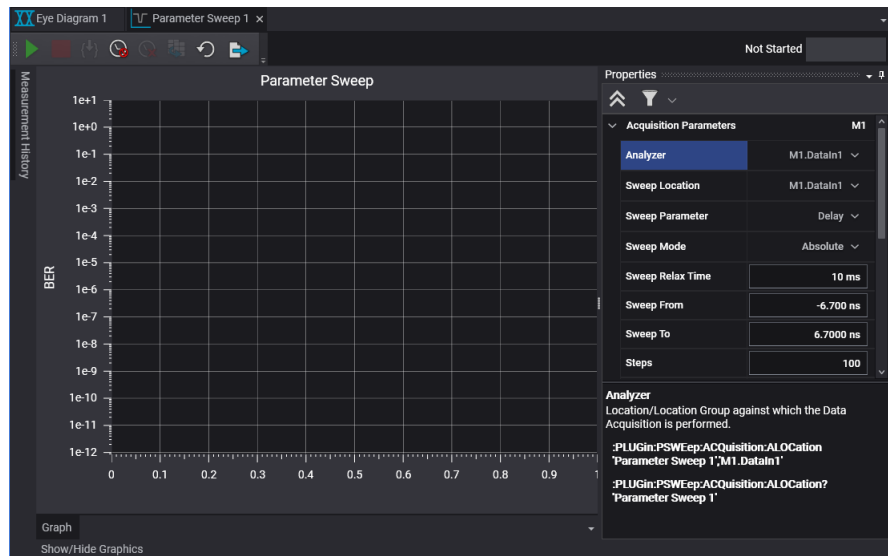 Eye Diagram 1
Parameter Sweep 1
Not Started
Measurement History
Parameter Sweep
1e+1
1e+0
1e-1
1e-2
1e-3
1e-4
1e-5
1e-6
1e-7
1e-8
1e-9
1e-10
1e-11
1e-12
BER
0 0.1 0.2 0.3 0.4 0.5 0.6 0.7 0.8 0.9 1
Graph
Show/Hide Graphics
Properties
Acquisition Parameters M1
Analyzer M1.DataIn1
Sweep Location M1.DataIn1
Sweep Parameter Delay
Sweep Mode Absolute
Sweep Relax Time 10 ms
Sweep From -6.700 ns
Sweep To 6.7000 ns
Steps 100
Analyzer
Location/Location Group against which the Data
Acquisition is performed.
:PLUGin:PSWEep:ACQuisition:ALOCation
'Parameter Sweep 1','M1.DataIn1'
:PLUGin:PSWEep:ACQuisition:ALOCation?
'Parameter Sweep 1'